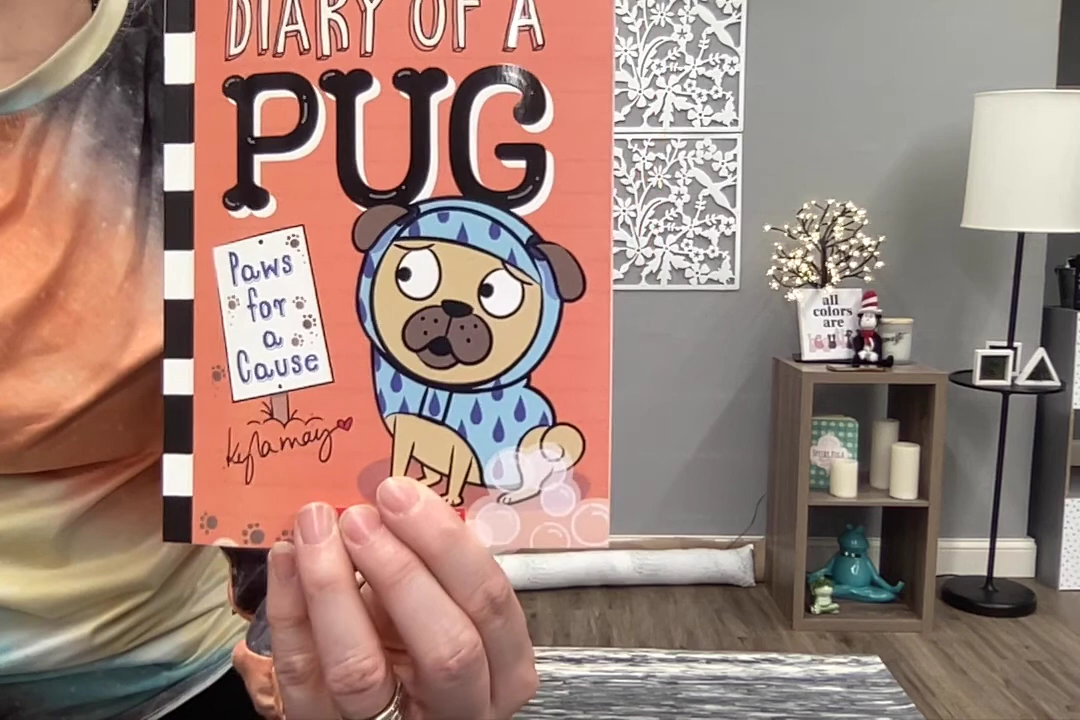 DIARY OF A
PUG
Paws
for
a
Cause
Kyla May
all
colors
are